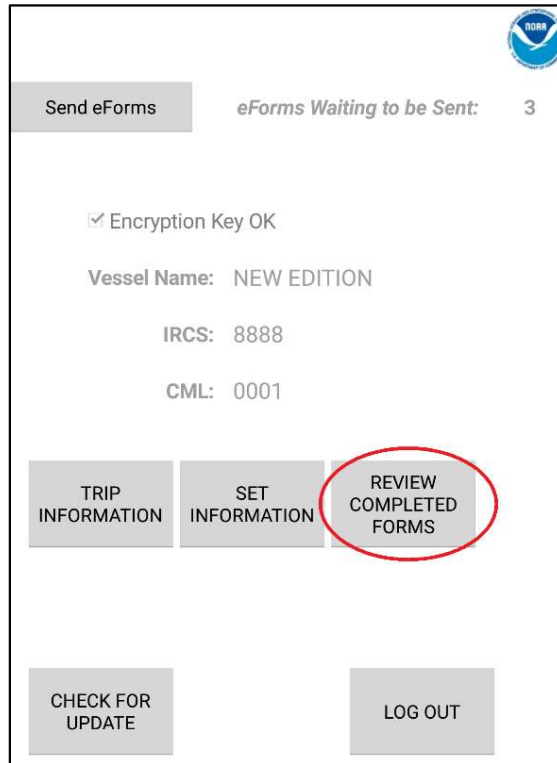 NOAA
Send eForms
eForms Waiting to be Sent: 3
Encryption Key OK
Vessel Name: NEW EDITION
IRCS: 8888
CML: 0001
TRIP
INFORMATION
SET
INFORMATION
REVIEW
COMPLETED
FORMS
CHECK FOR
UPDATE
LOG OUT